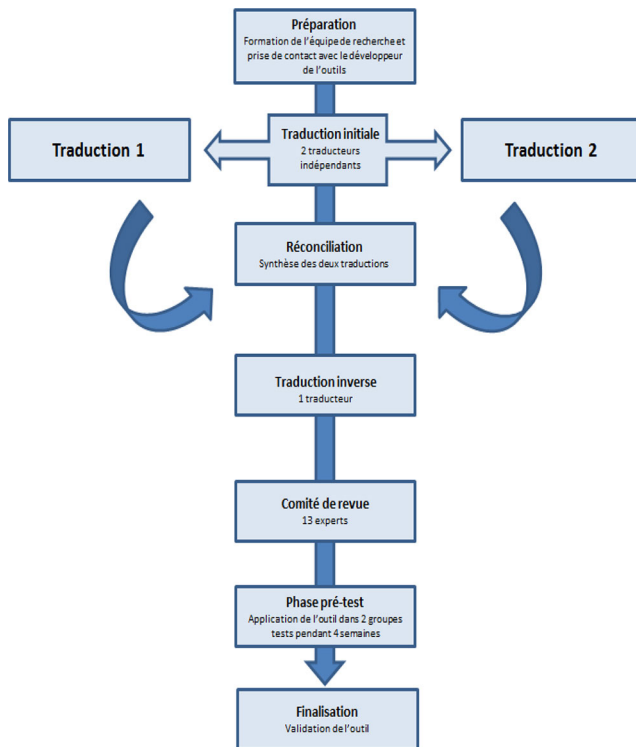 Préparation
Formation de l'équipe de recherche et
prise de contact avec le développeur
de l'outils
Traduction initiale
2 traducteurs
indépendants
Traduction 1
Traduction 2
Réconciliation
Synthèse des deux traductions
Traduction inverse
1 traducteur
Comité de revue
13 experts
Phase pré-test
Application de l'outil dans 2 groupes
tests pendant 4 semaines
Finalisation
Validation de l'outil